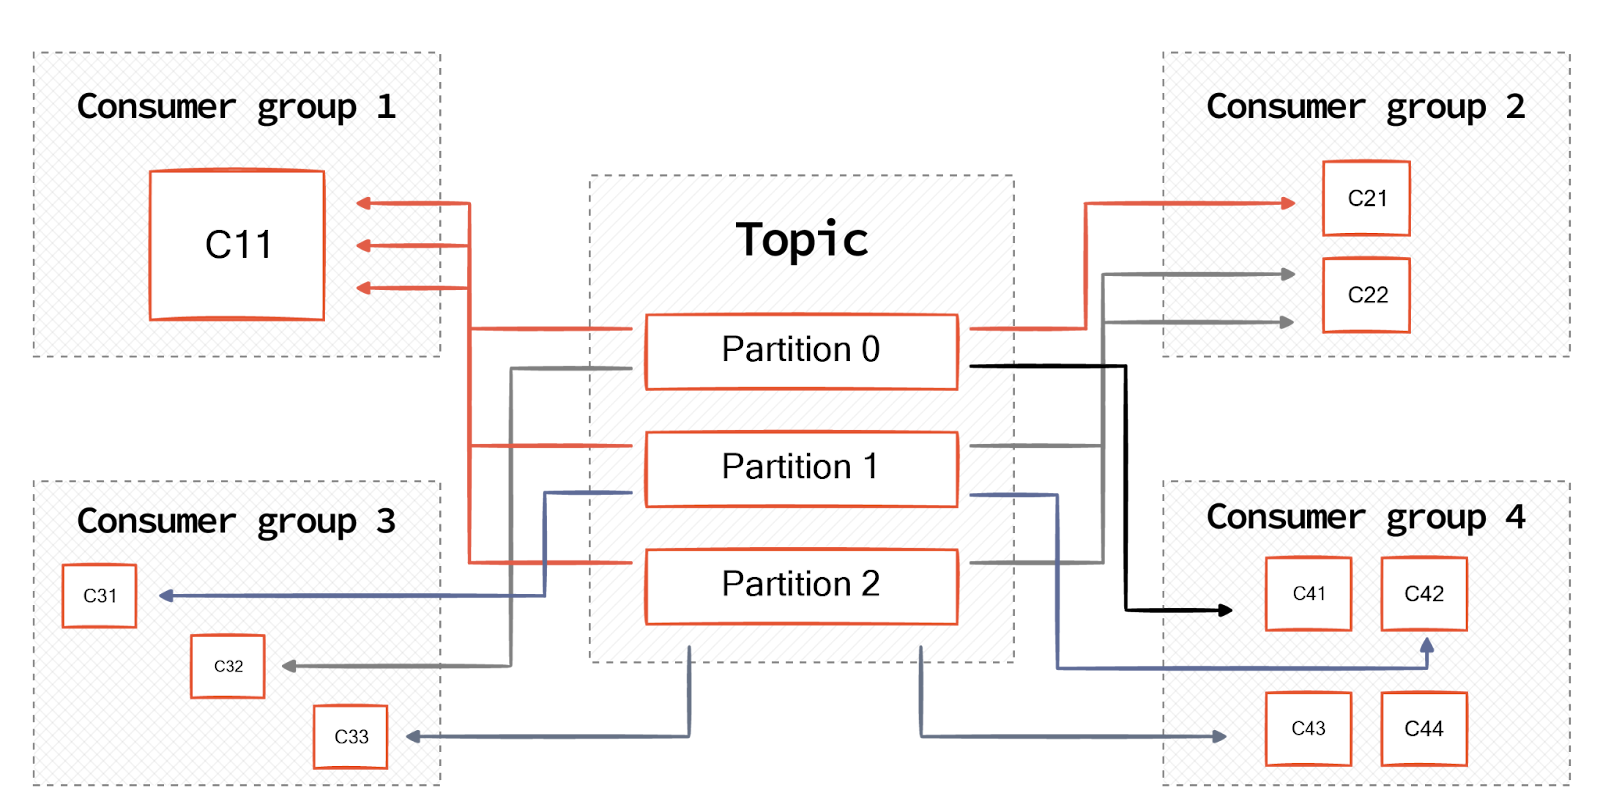 Consumer group 1
C11
Topic
Partition 0
Partition 1
Partition 2
Consumer group 2
C21
C22
Consumer group 3
C31
C32
C33
Consumer group 4
C41
C42
C43
C44